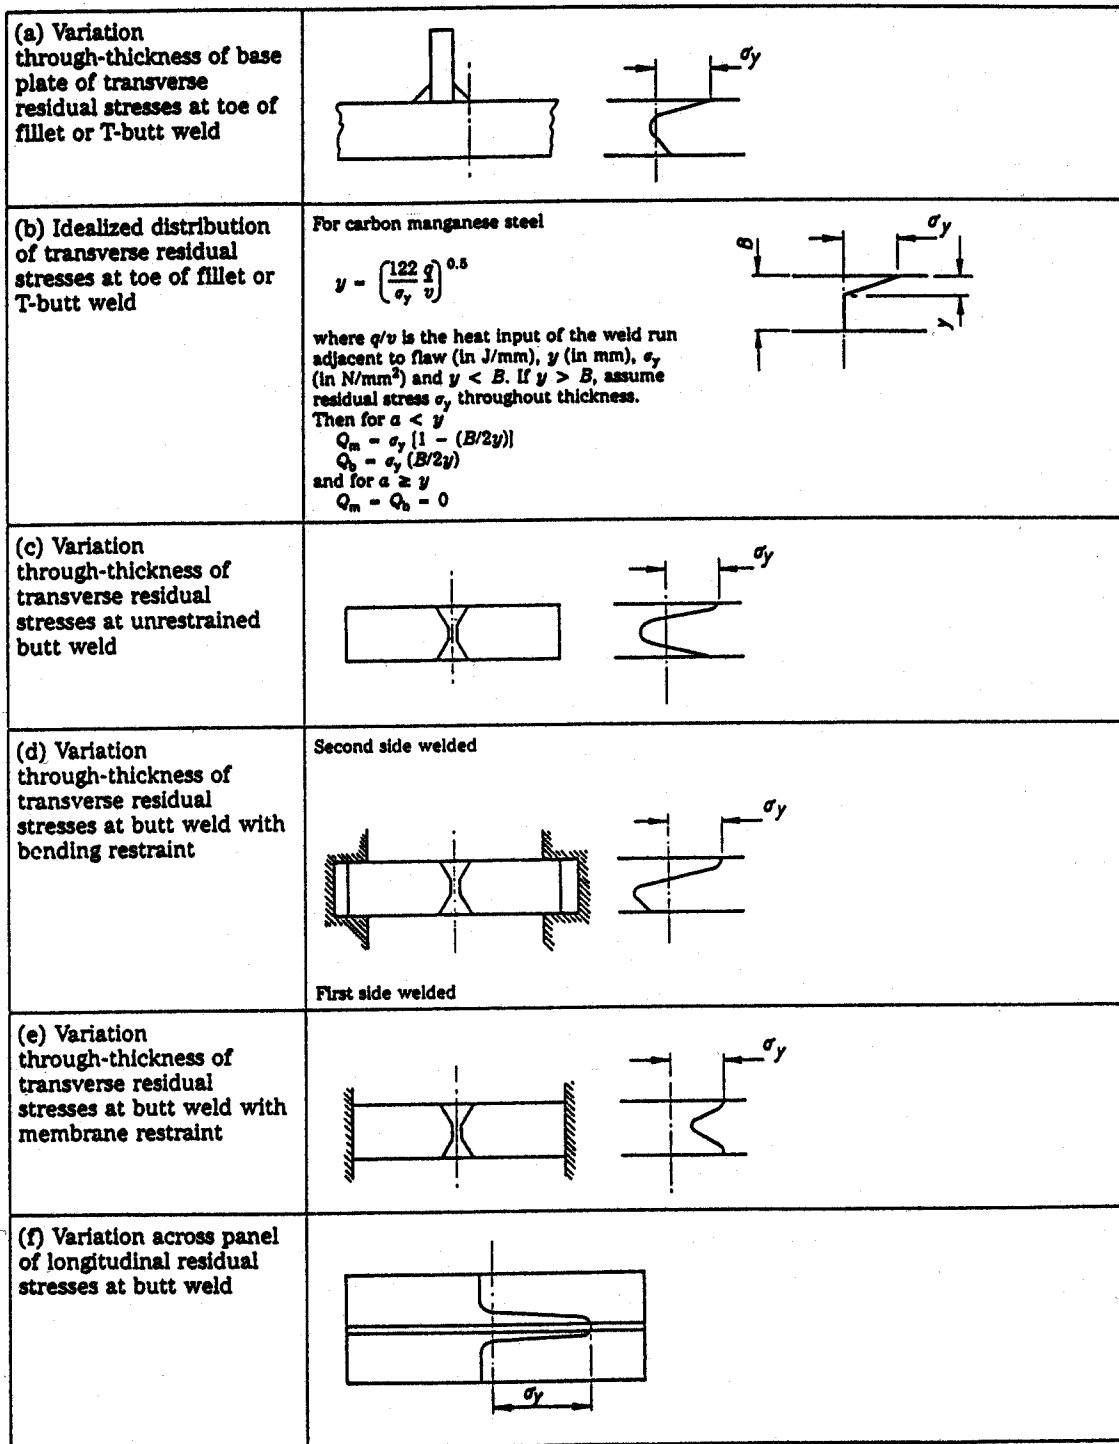 (a) Variation
through-thickness of base
plate of transverse
residual stresses at toe of
fillet or T-butt weld
σy
(b) Idealized distribution
of transverse residual
stresses at toe of fillet or
T-butt weld
For carbon manganese steel
y = (122/σy q/v)^0.5
where q/v is the heat input of the weld run
adjacent to flaw (in J/mm), y (in mm), σy
(in N/mm²) and y < B. If y > B, assume
residual stress σy throughout thickness.
Then for a < y
Qm = σy [1 − (B/2y)]
Qb = σy (B/2y)
and for a ≥ y
Qm = Qb = 0
B
σy
y
(c) Variation
through-thickness of
transverse residual
stresses at unrestrained
butt weld
σy
(d) Variation
through-thickness of
transverse residual
stresses at butt weld with
bending restraint
Second side welded
σy
First side welded
(e) Variation
through-thickness of
transverse residual
stresses at butt weld with
membrane restraint
σy
(f) Variation across panel
of longitudinal residual
stresses at butt weld
σy